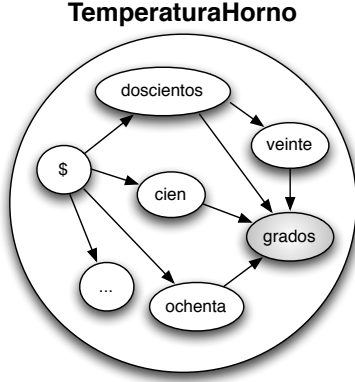 TemperaturaHorno
doscientos
veinte
$
cien
grados
...
ochenta